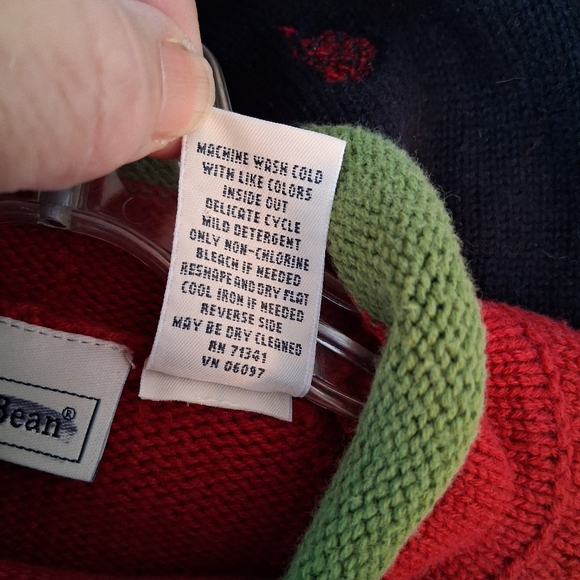 MACHINE WASH COLD
WITH LIKE COLORS
INSIDE OUT
DELICATE CYCLE
MILD DETERGENT
ONLY NON-CHLORINE
BLEACH IF NEEDED
RESHAPE AND DRY FLAT
COOL IRON IF NEEDED
REVERSE SIDE
MAY BE DRY CLEANED
RN 71341
VN 06097
Bean®